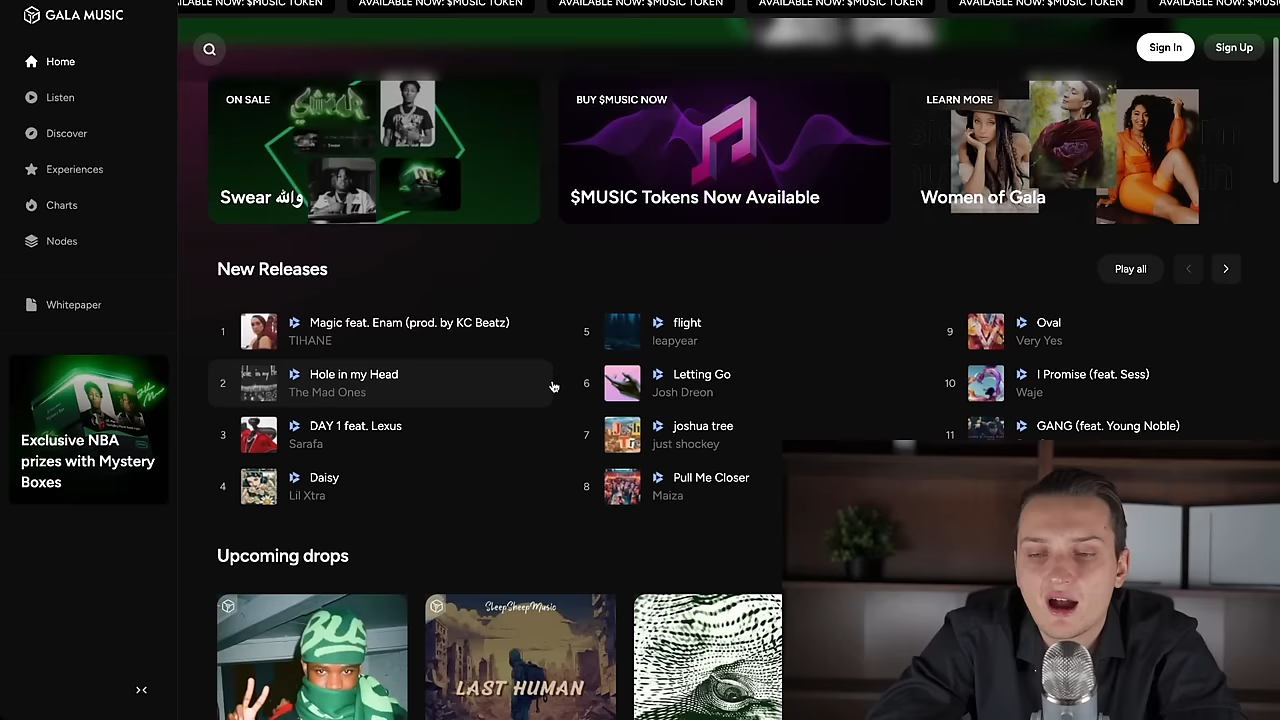 GALA MUSIC
AILABLE NOW: $MUSIC TOKEN
AVAILABLE NOW: $MUSIC TOKEN
AVAILABLE NOW: $MUSIC TOKEN
AVAILABLE NOW: $MUSIC TOKEN
AVAILABLE NOW: $MUSIC TOKEN
AVAILABLE NOW: $MUSI
Sign In
Sign Up
Home
Listen
Discover
Experiences
Charts
Nodes
Whitepaper
Exclusive NBA
prizes with Mystery
Boxes
ON SALE
Swear والله
BUY $MUSIC NOW
$MUSIC Tokens Now Available
LEARN MORE
Women of Gala
New Releases
Play all
1
Magic feat. Enam (prod. by KC Beatz)
TIHANE
2
Hole in my Head
The Mad Ones
3
DAY 1 feat. Lexus
Sarafa
4
Daisy
Lil Xtra
5
flight
leapyear
6
Letting Go
Josh Dreon
7
joshua tree
just shockey
8
Pull Me Closer
Maiza
9
Oval
Very Yes
10
I Promise (feat. Sess)
Waje
11
GANG (feat. Young Noble)
Upcoming drops
SleepSheepMusic
LAST HUMAN